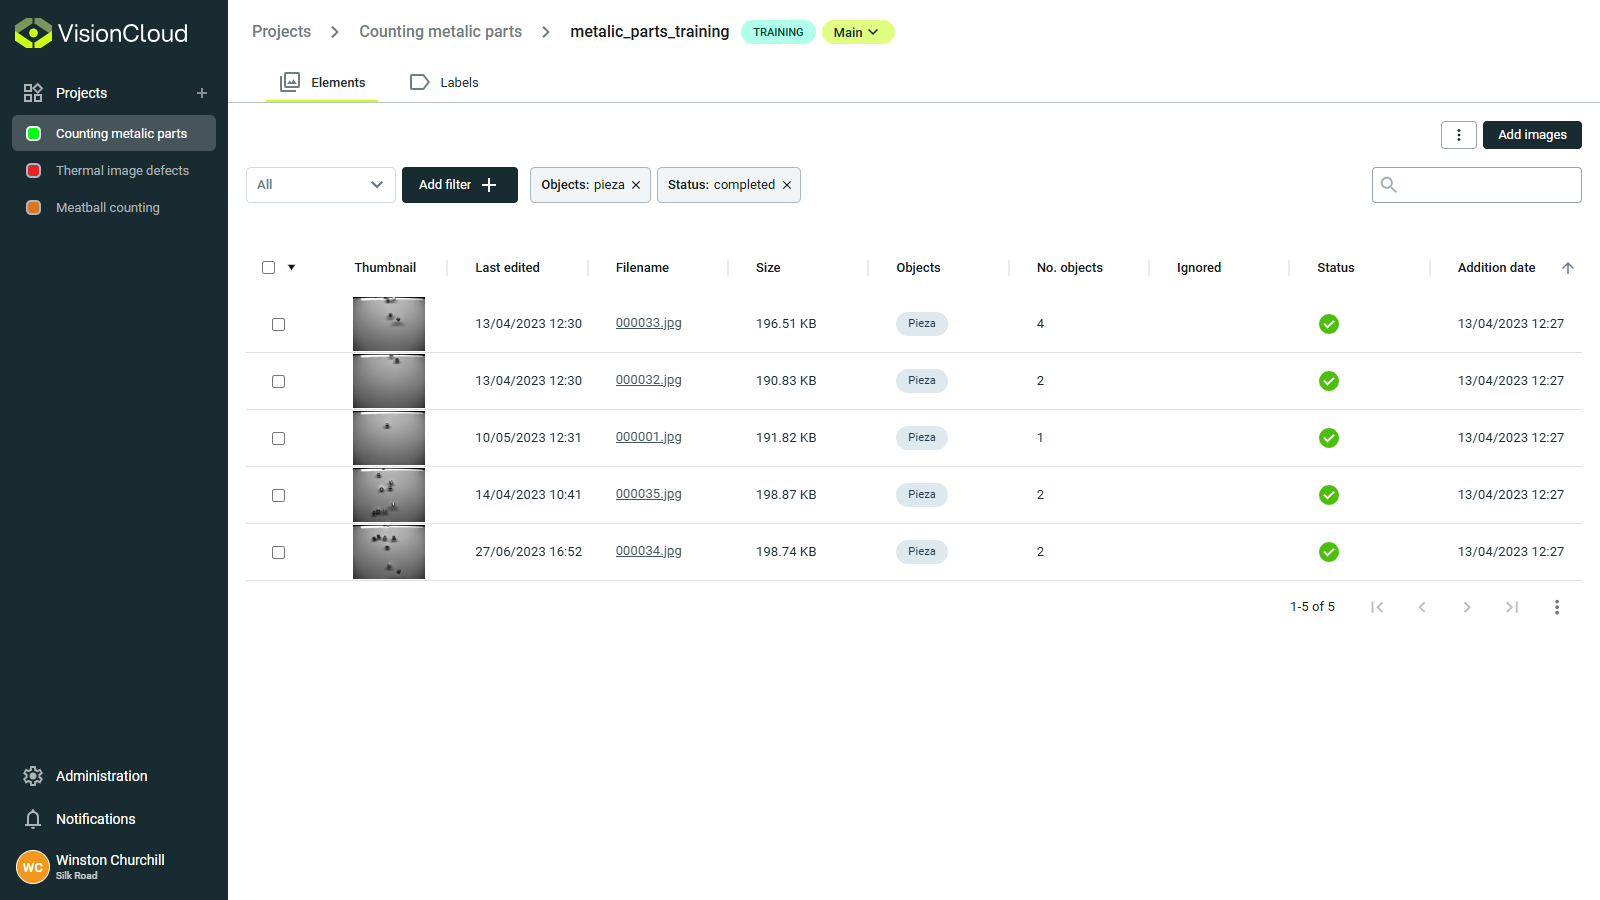 VisionCloud
Projects
Counting metalic parts
Thermal image defects
Meatball counting
Administration
Notifications
WC
Winston Churchill
Silk Road
Projects > Counting metalic parts > metalic_parts_training TRAINING Main
Elements Labels
Add images
All Add filter + Objects: pieza × Status: completed ×
Thumbnail Last edited Filename Size Objects No. objects Ignored Status Addition date
13/04/2023 12:30 000033.jpg 196.51 KB Pieza 4 13/04/2023 12:27
13/04/2023 12:30 000032.jpg 190.83 KB Pieza 2 13/04/2023 12:27
10/05/2023 12:31 000001.jpg 191.82 KB Pieza 1 13/04/2023 12:27
14/04/2023 10:41 000035.jpg 198.87 KB Pieza 2 13/04/2023 12:27
27/06/2023 16:52 000034.jpg 198.74 KB Pieza 2 13/04/2023 12:27
1-5 of 5